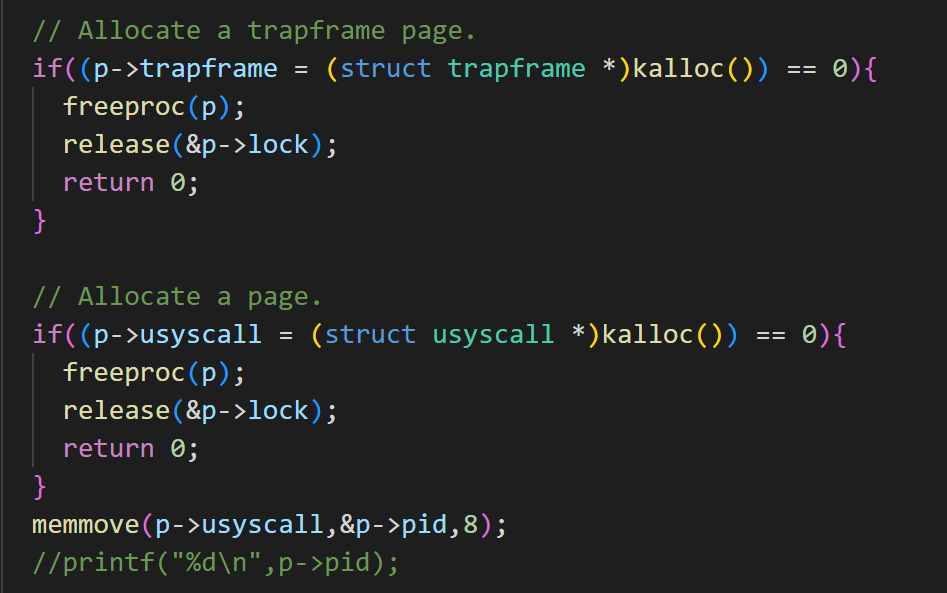 // Allocate a trapframe page.
if((p->trapframe = (struct trapframe *)kalloc()) == 0){
  freeproc(p);
  release(&p->lock);
  return 0;
}

// Allocate a page.
if((p->usyscall = (struct usyscall *)kalloc()) == 0){
  freeproc(p);
  release(&p->lock);
  return 0;
}
memmove(p->usyscall,&p->pid,8);
//printf("%d\n",p->pid);